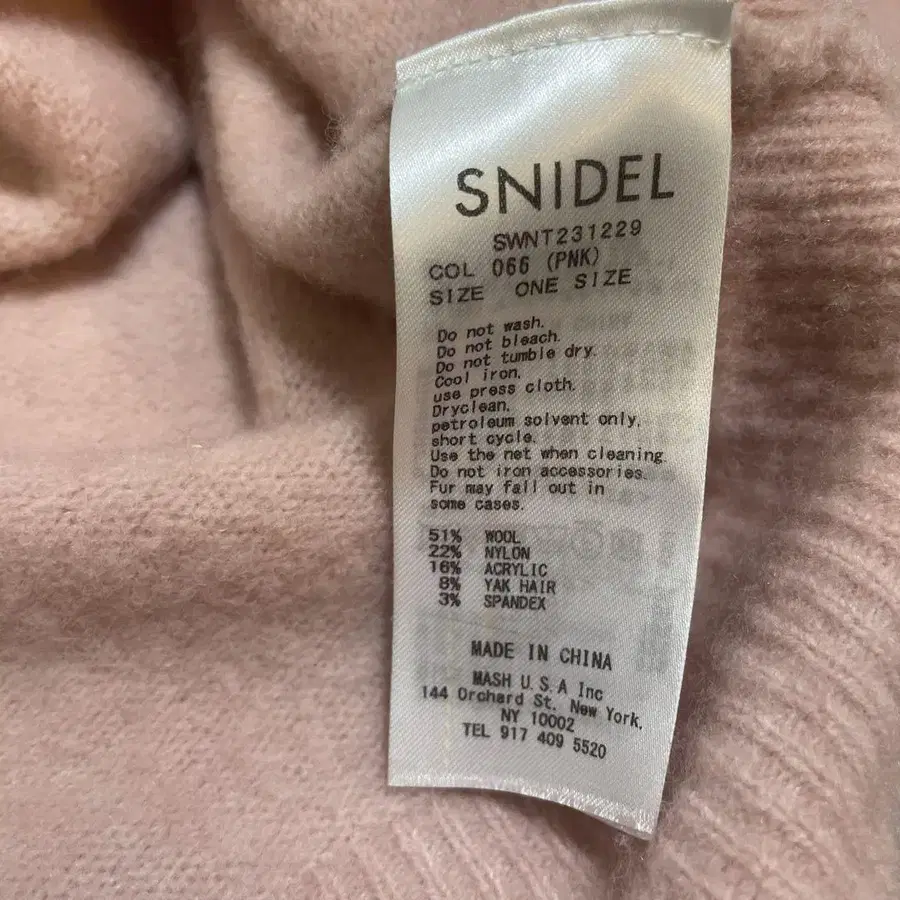 SNIDEL
SWNT231229
COL 066 (PNK)
SIZE ONE SIZE
Do not wash.
Do not bleach.
Do not tumble dry.
Cool iron.
use press cloth.
Dryclean.
petroleum solvent only.
short cycle.
Use the net when cleaning.
Do not iron accessories.
Fur may fall out in
some cases.
51% WOOL
22% NYLON
16% ACRYLIC
8% YAK HAIR
3% SPANDEX
MADE IN CHINA
MASH U.S.A Inc
144 Orchard St. New York,
NY 10002
TEL 917 409 5520